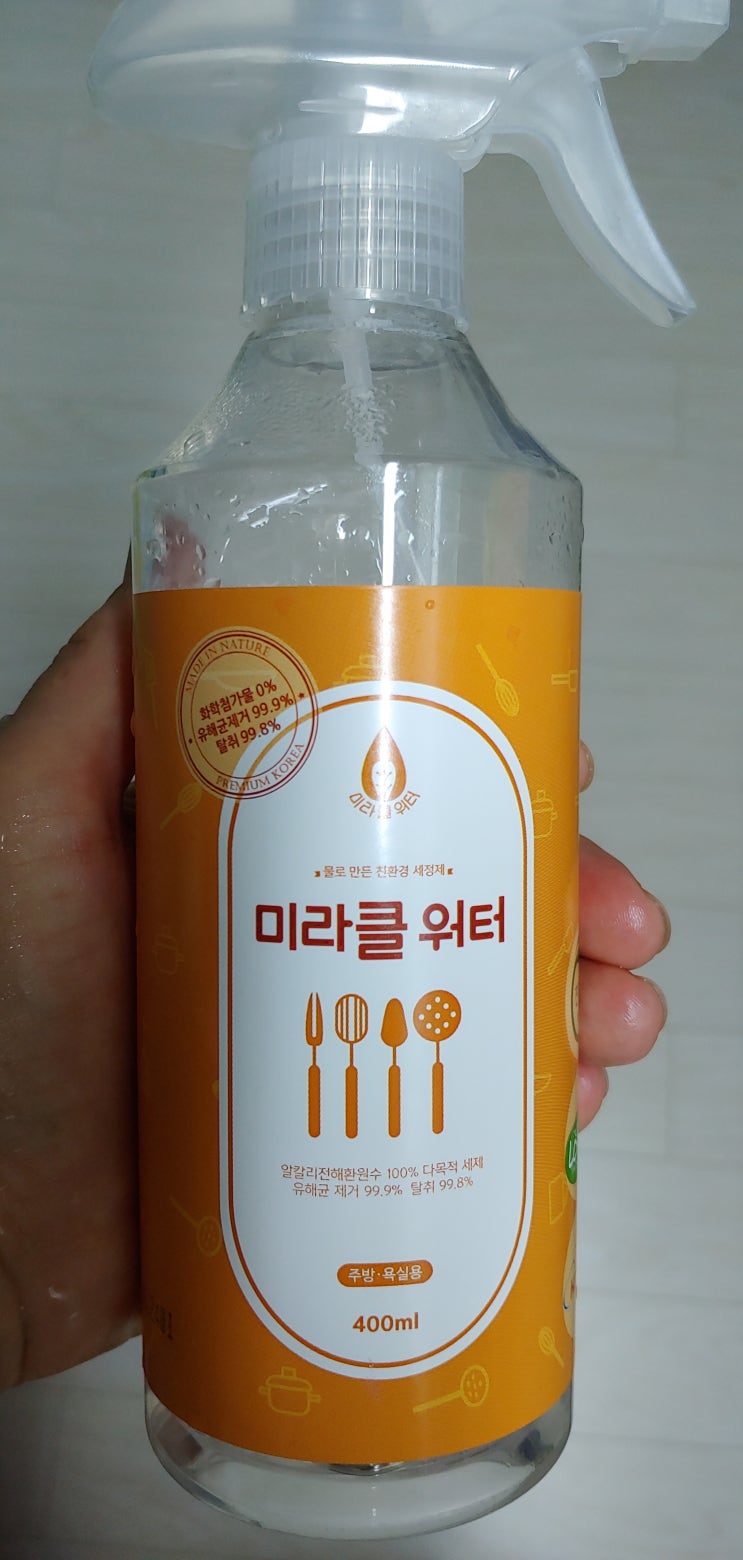 MADE IN NATURE
화학첨가물 0%
유해균제거 99.9%
탈취 99.8%
PREMIUM KOREA
미라클 워터
물로 만든 친환경 세정제
미라클 워터
알칼리전해환원수 100% 다목적 세제
유해균 제거 99.9% 탈취 99.8%
주방·욕실용
400ml